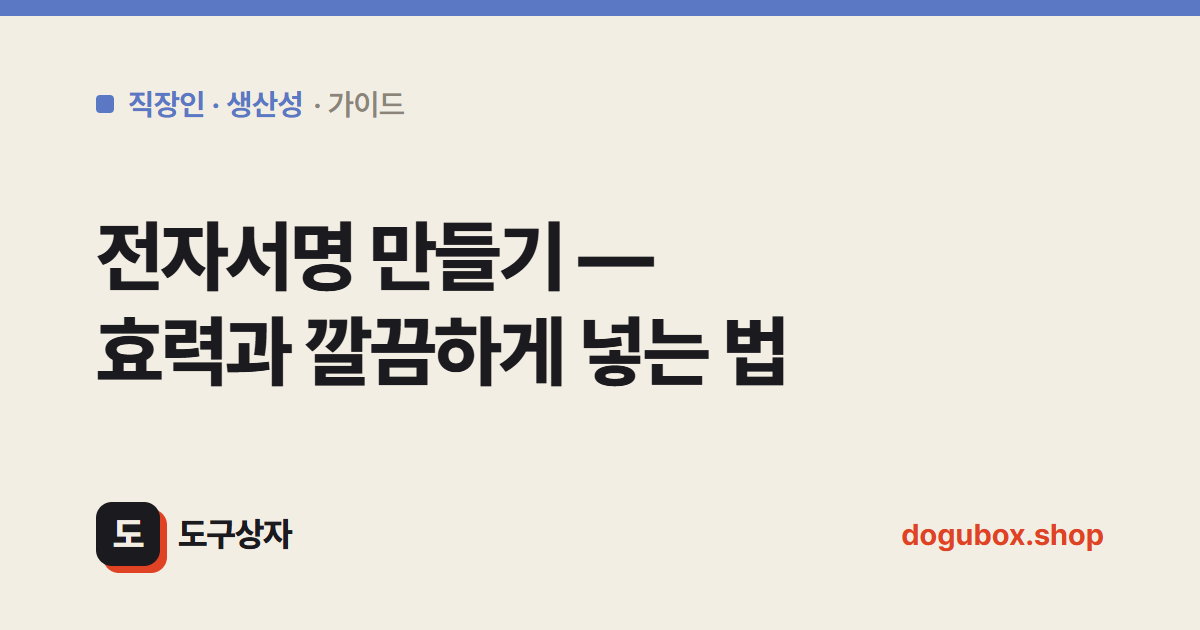 직장인 · 생산성 · 가이드
전자서명 만들기 —
효력과 깔끔하게 넣는 법
도 도구상자
dogubox.shop